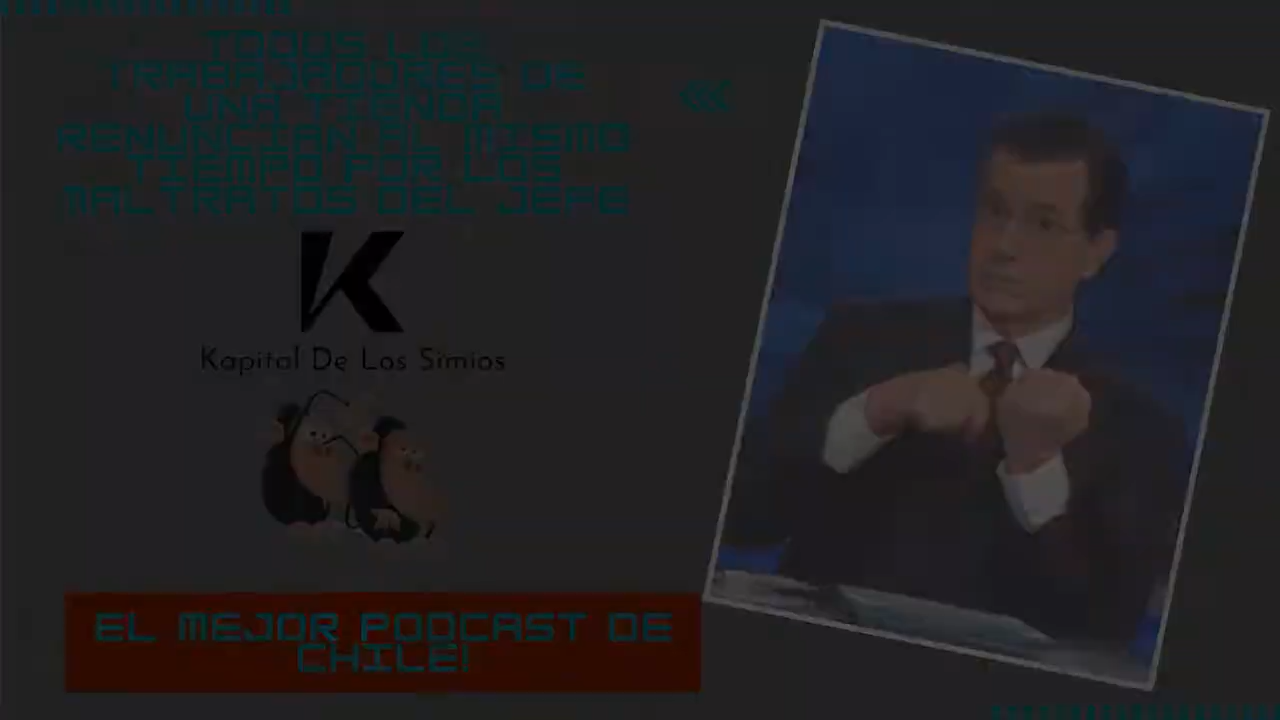 TODOS LOS
TRABAJADORES DE
UNA TIENDA
RENUNCIAN AL MISMO
TIEMPO POR LOS
MALTRATOS DEL JEFE
K
Kapital De Los Simios
EL MEJOR PODCAST DE
CHILE!